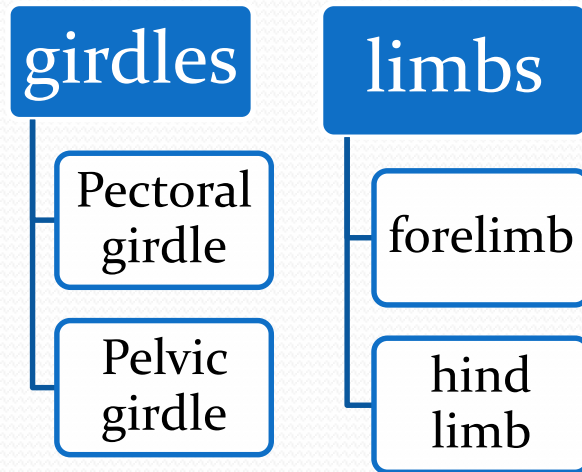 girdles
Pectoral
girdle
Pelvic
girdle
limbs
forelimb
hind
limb